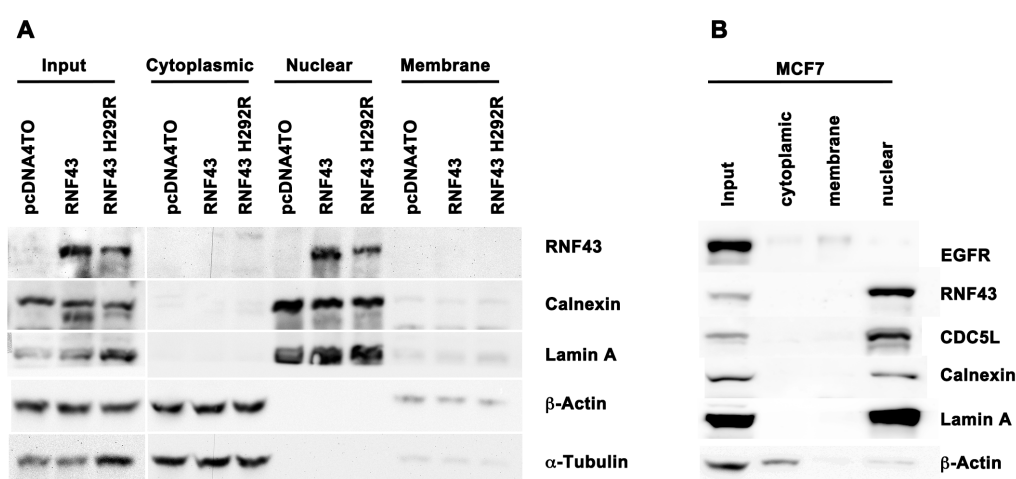 A
Input Cytoplasmic Nuclear Membrane
pcDNA4TO RNF43 RNF43 H292R pcDNA4TO RNF43 RNF43 H292R pcDNA4TO RNF43 RNF43 H292R pcDNA4TO RNF43 RNF43 H292R
RNF43
Calnexin
Lamin A
β-Actin
α-Tubulin
B
MCF7
Input cytoplamic membrane nuclear
EGFR
RNF43
CDC5L
Calnexin
Lamin A
β-Actin